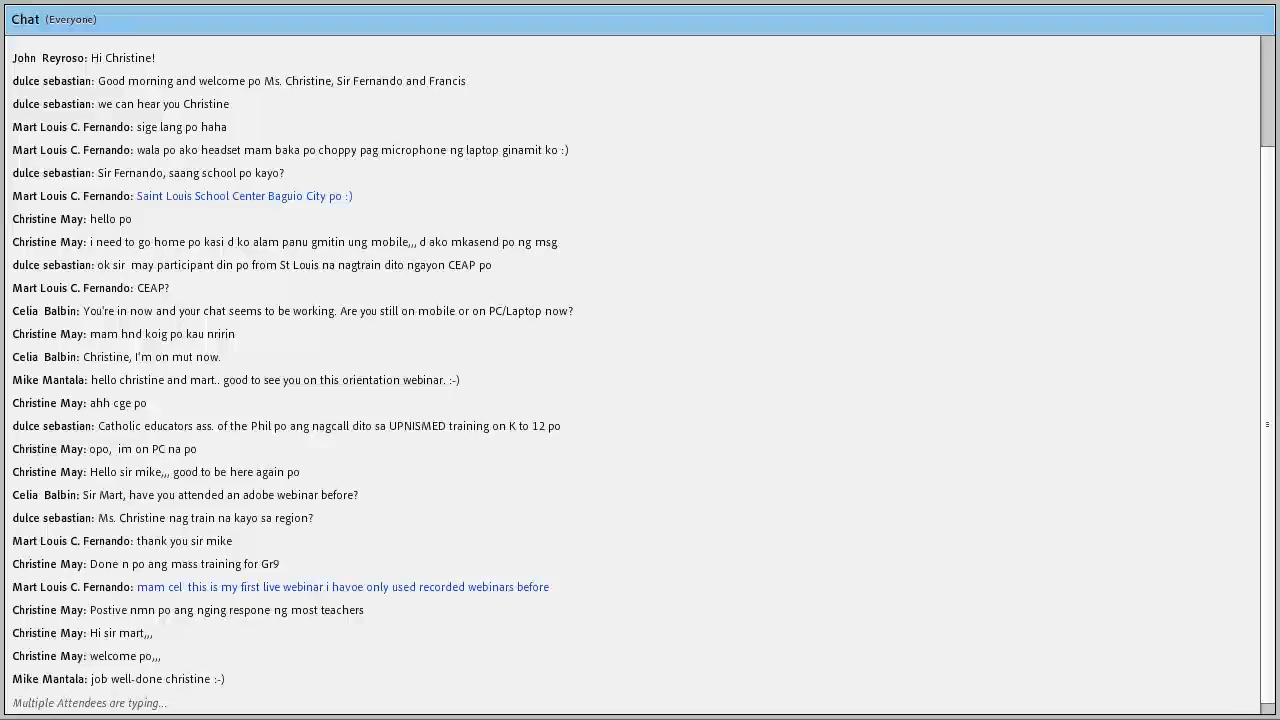 Chat (Everyone)
John Reyroso: Hi Christine!
dulce sebastian: Good morning and welcome po Ms. Christine, Sir Fernando and Francis
dulce sebastian: we can hear you Christine
Mart Louis C. Fernando: sige lang po haha
Mart Louis C. Fernando: wala po ako headset mam baka po choppy pag microphone ng laptop ginamit ko :)
dulce sebastian: Sir Fernando, saang school po kayo?
Mart Louis C. Fernando: Saint Louis School Center Baguio City po :)
Christine May: hello po
Christine May: i need to go home po kasi d ko alam panu gmitin ung mobile,,, d ako mkasend po ng msg
dulce sebastian: ok sir may participant din po from St Louis na nagtrain dito ngayon CEAP po
Mart Louis C. Fernando: CEAP?
Celia Balbin: You're in now and your chat seems to be working. Are you still on mobile or on PC/Laptop now?
Christine May: mam hnd koig po kau nririn
Celia Balbin: Christine, I'm on mut now.
Mike Mantala: hello christine and mart.. good to see you on this orientation webinar. :-)
Christine May: ahh cge po
dulce sebastian: Catholic educators ass. of the Phil po ang nagcall dito sa UPNISMED training on K to 12 po
Christine May: opo, im on PC na po
Christine May: Hello sir mike,,, good to be here again po
Celia Balbin: Sir Mart, have you attended an adobe webinar before?
dulce sebastian: Ms. Christine nag train na kayo sa region?
Mart Louis C. Fernando: thank you sir mike
Christine May: Done n po ang mass training for Gr9
Mart Louis C. Fernando: mam cel this is my first live webinar i havoe only used recorded webinars before
Christine May: Postive nmn po ang nging respone ng most teachers
Christine May: Hi sir mart,,,
Christine May: welcome po,,,
Mike Mantala: job well-done christine :-)
Multiple Attendees are typing...